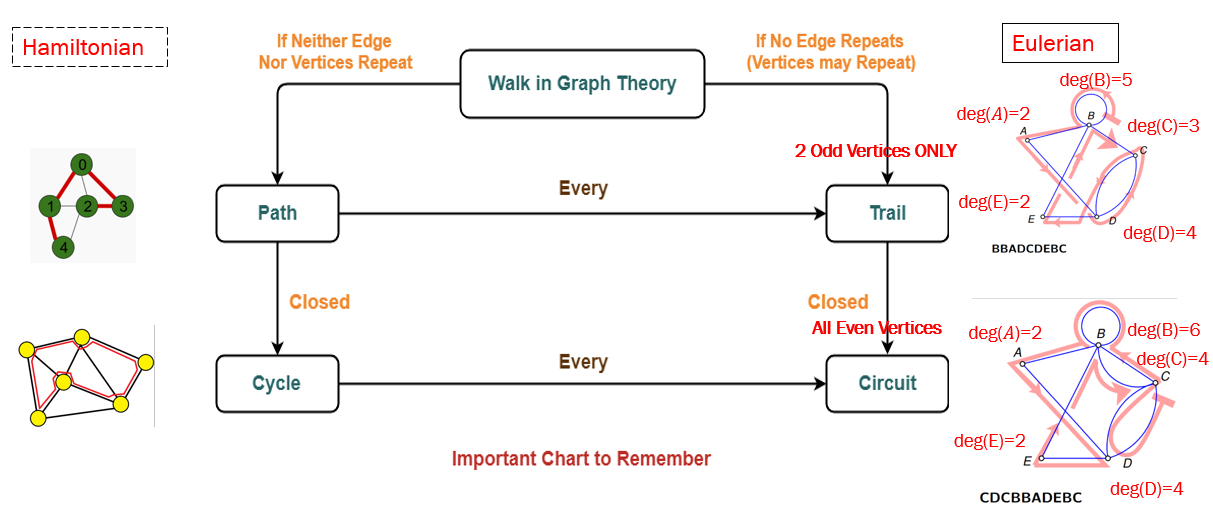 Hamiltonian
If Neither Edge
Nor Vertices Repeat
Walk in Graph Theory
If No Edge Repeats
(Vertices may Repeat)
Eulerian
deg(B)=5
deg(A)=2
B
deg(C)=3
A
C
2 Odd Vertices ONLY
0
1
2
3
4
Path
Every
Trail
deg(E)=2
E
D
deg(D)=4
BBADCDEBC
Closed
Closed
All Even Vertices
deg(A)=2
B
deg(B)=6
A
deg(C)=4
C
Cycle
Every
Circuit
deg(E)=2
E
D
deg(D)=4
CDCBBADEBC
Important Chart to Remember